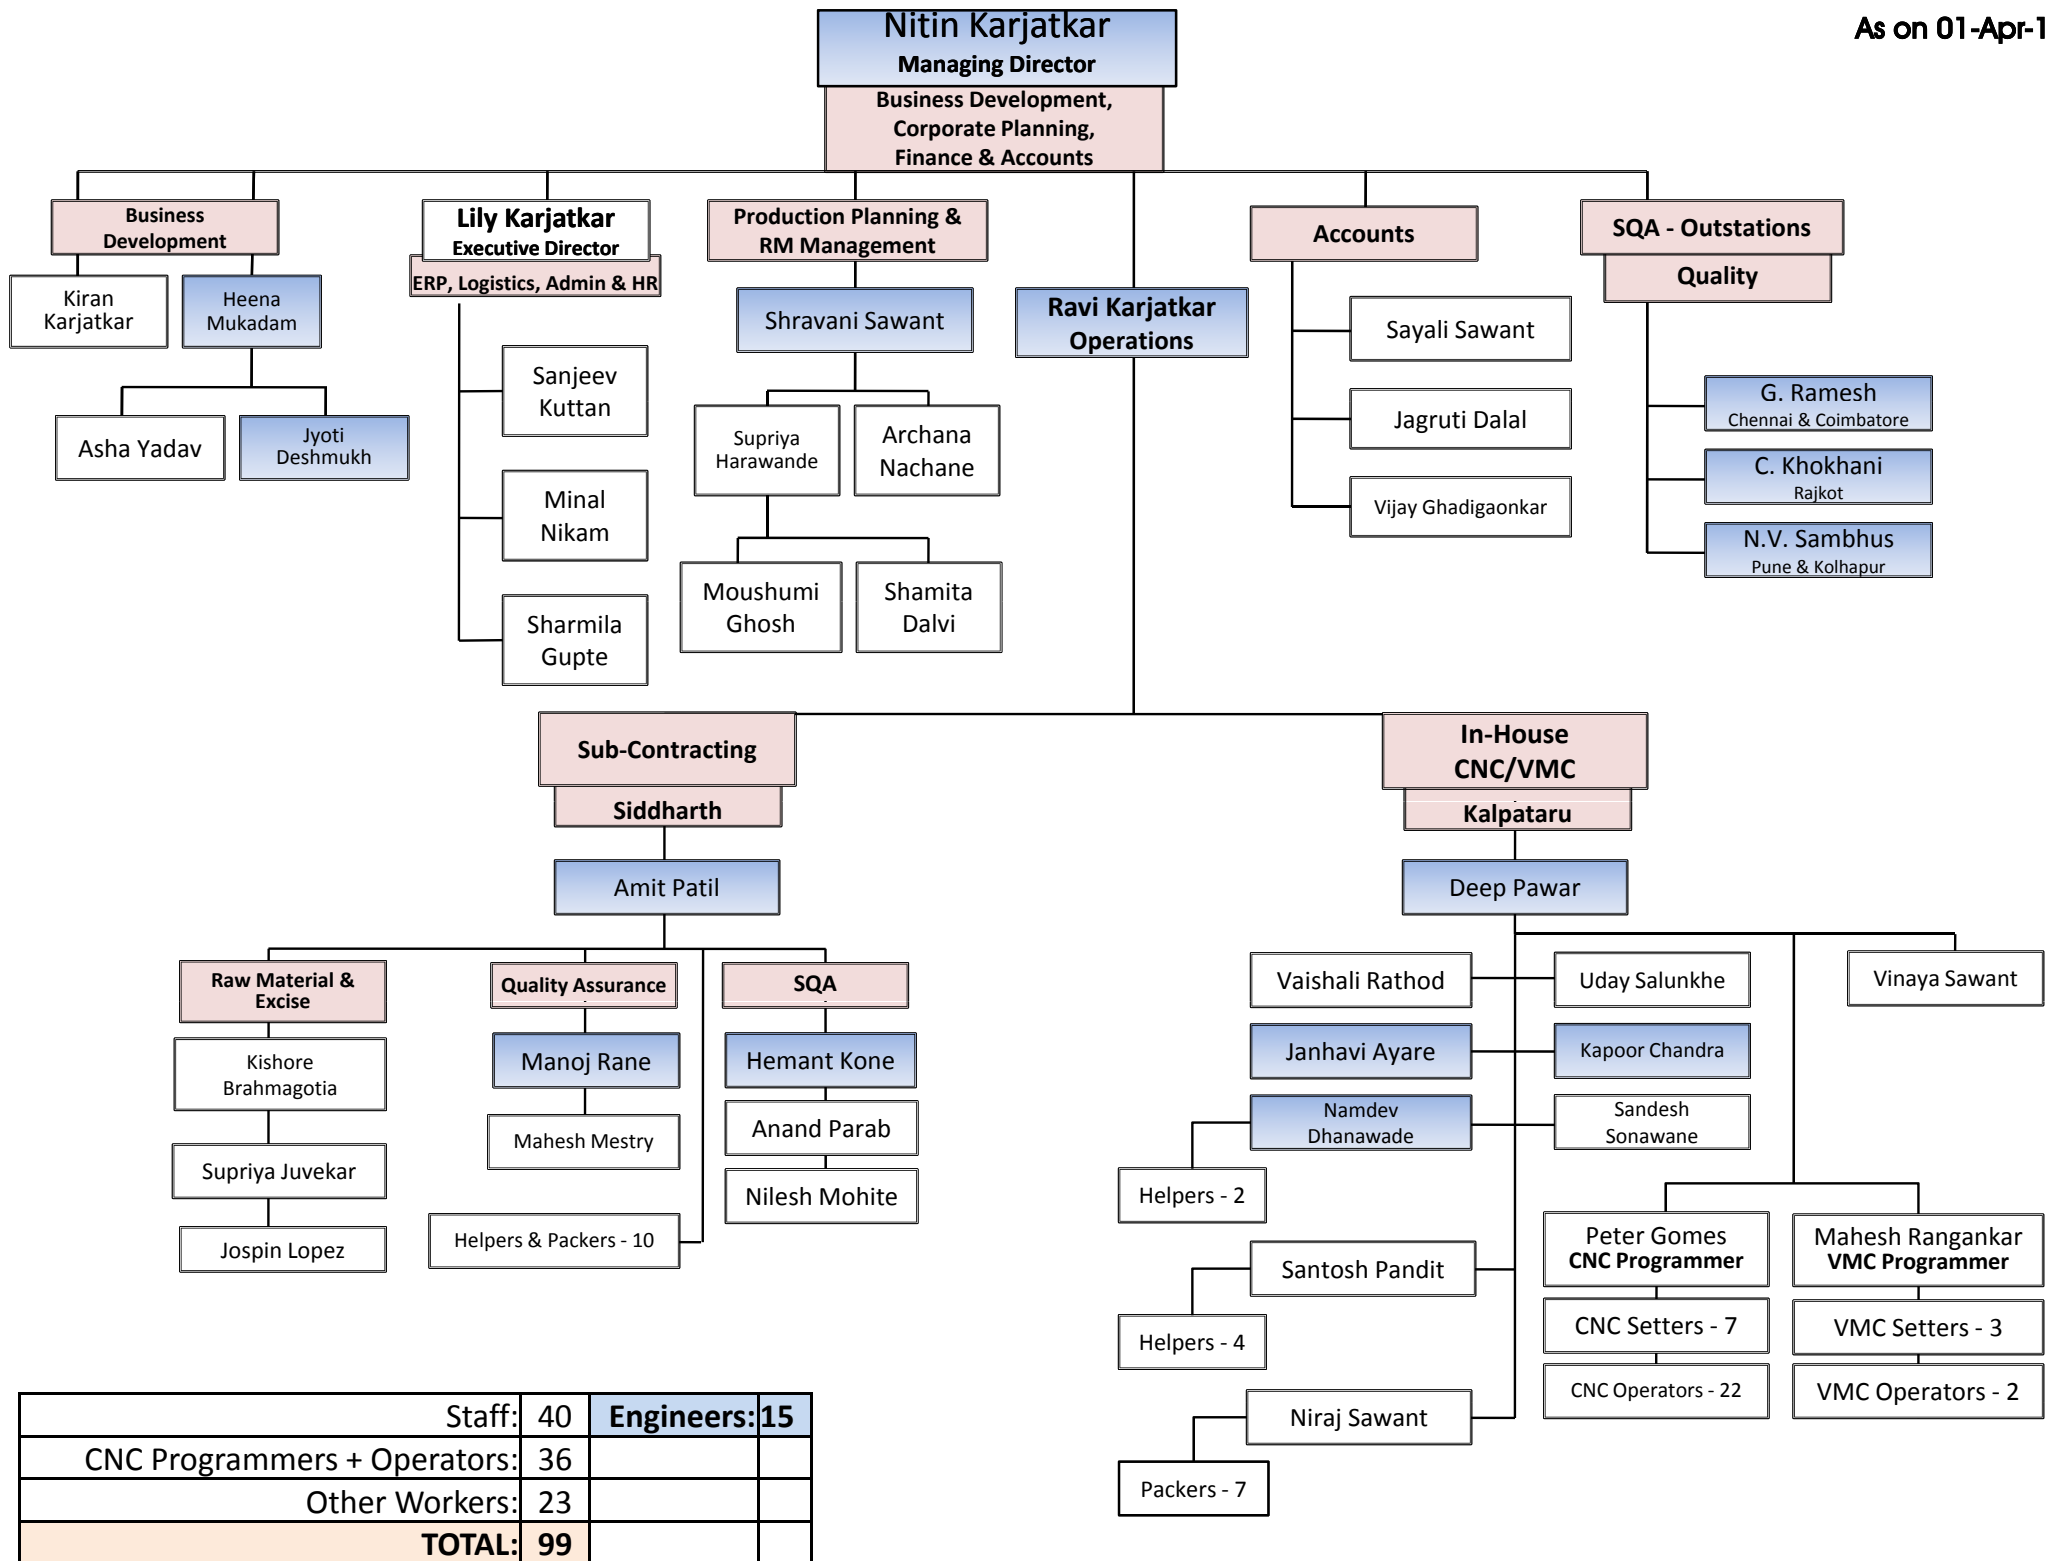 Nitin Karjatkar
Managing Director
As on 01-Apr-1
Business Development,
Corporate Planning,
Finance & Accounts
Business
Development
Kiran
Karjatkar
Heena
Mukadam
Asha Yadav
Jyoti
Deshmukh
Lily Karjatkar
Executive Director
ERP, Logistics, Admin & HR
Sanjeev
Kuttan
Minal
Nikam
Sharmila
Gupte
Production Planning &
RM Management
Shravani Sawant
Supriya
Harawande
Archana
Nachane
Moushumi
Ghosh
Shamita
Dalvi
Ravi Karjatkar
Operations
Accounts
Sayali Sawant
Jagruti Dalal
Vijay Ghadigaonkar
SQA - Outstations
Quality
G. Ramesh
Chennai & Coimbatore
C. Khokhani
Rajkot
N.V. Sambhus
Pune & Kolhapur
Sub-Contracting
Siddharth
Amit Patil
Raw Material &
Excise
Kishore
Brahmagotia
Supriya Juvekar
Jospin Lopez
Quality Assurance
Manoj Rane
Mahesh Mestry
Helpers & Packers - 10
SQA
Hemant Kone
Anand Parab
Nilesh Mohite
In-House
CNC/VMC
Kalpataru
Deep Pawar
Vaishali Rathod
Uday Salunkhe
Vinaya Sawant
Janhavi Ayare
Kapoor Chandra
Namdev
Dhanawade
Sandesh
Sonawane
Helpers - 2
Santosh Pandit
Helpers - 4
Niraj Sawant
Packers - 7
Peter Gomes
CNC Programmer
CNC Setters - 7
CNC Operators - 22
Mahesh Rangankar
VMC Programmer
VMC Setters - 3
VMC Operators - 2
Staff: 40 Engineers: 15
CNC Programmers + Operators: 36
Other Workers: 23
TOTAL: 99